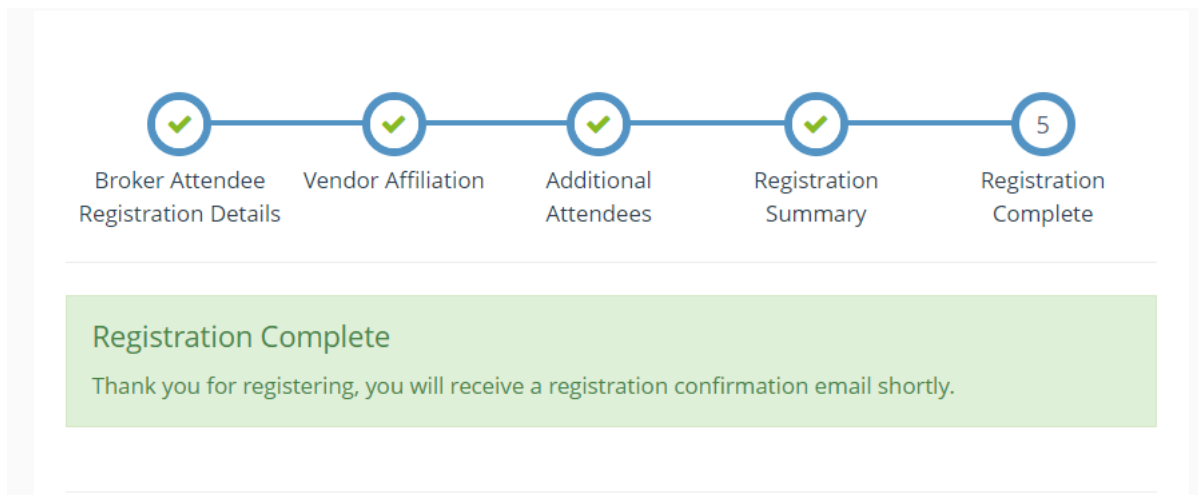 5
Broker Attendee
Registration Details
Vendor Affiliation
Additional
Attendees
Registration
Summary
Registration
Complete
Registration Complete
Thank you for registering, you will receive a registration confirmation email shortly.